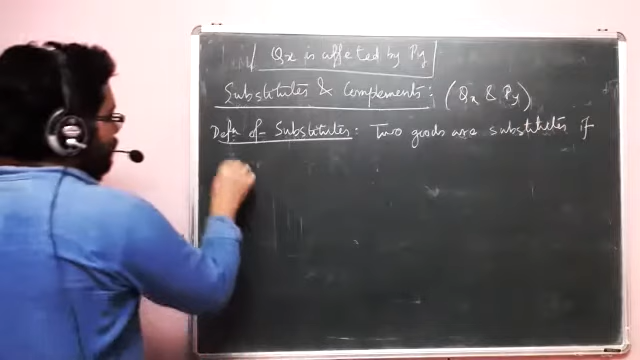 Qx is affected by Py
Substitutes & Complements: (Qx & Py)
Defn of Substitutes: Two goods are substitutes if